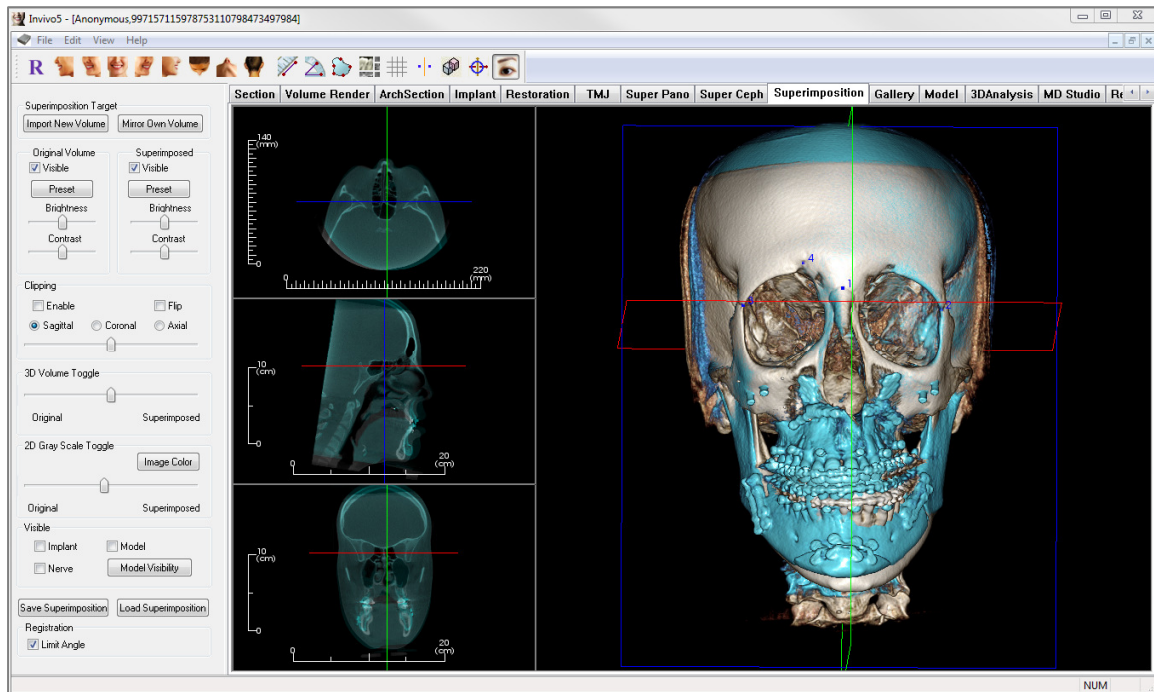 Invivo5 - [Anonymous,997157115978753110798473497984]
File Edit View Help
R
Section Volume Render ArchSection Implant Restoration TMJ Super Pano Super Ceph Superimposition Gallery Model 3DAnalysis MD Studio
Superimposition Target
Import New Volume Mirror Own Volume
Original Volume Superimposed
Visible Visible
Preset Preset
Brightness Brightness
Contrast Contrast
Clipping
Enable Flip
Sagittal Coronal Axial
3D Volume Toggle
Original Superimposed
2D Gray Scale Toggle
Image Color
Original Superimposed
Visible
Implant Model
Nerve Model Visibility
Save Superimposition Load Superimposition
Registration
Limit Angle
140
(mm)
0
0
220
(mm)
10
(cm)
0
0
20
(cm)
10
(cm)
0
0
20
(cm)
4
1
2
NUM